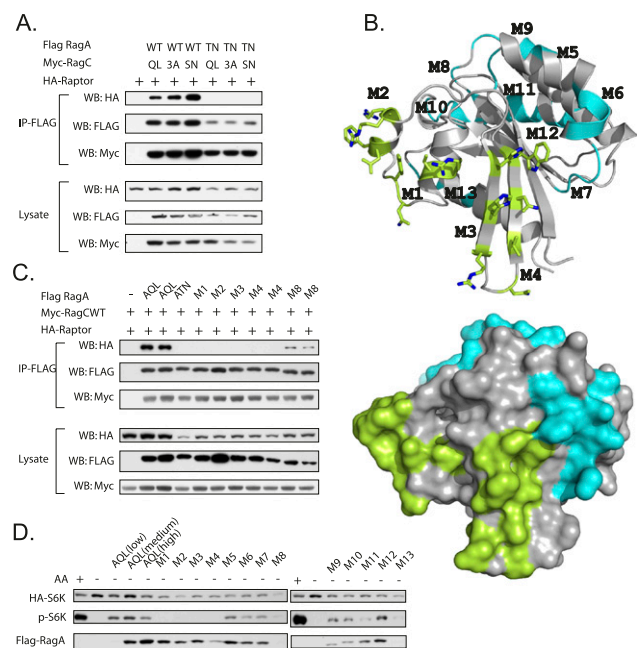 A.
Flag RagA WT WT WT TN TN TN
Myc-RagC QL 3A SN QL 3A SN
HA-Raptor + + + + + + +
IP-FLAG
WB: HA
WB: FLAG
WB: Myc
Lysate
WB: HA
WB: FLAG
WB: Myc
B.
M9
M5
M8
M11
M6
M2
M10
M12
M1
M13
M7
M3
M4
C.
Flag RagA - AQL AQL ATN M1 M2 M3 M4 M4 M8 M8
Myc-RagCWT + + + + + + + + + + +
HA-Raptor + + + + + + + + + + +
IP-FLAG
WB: HA
WB: FLAG
WB: Myc
Lysate
WB: HA
WB: FLAG
WB: Myc
D.
AQL(low) AQL(medium) AQL(high) M1 M2 M3 M4 M5 M6 M7 M8 M9 M10 M11 M12 M13
AA + - - - - - - - - - - - - + - - - - - -
HA-S6K
p-S6K
Flag-RagA